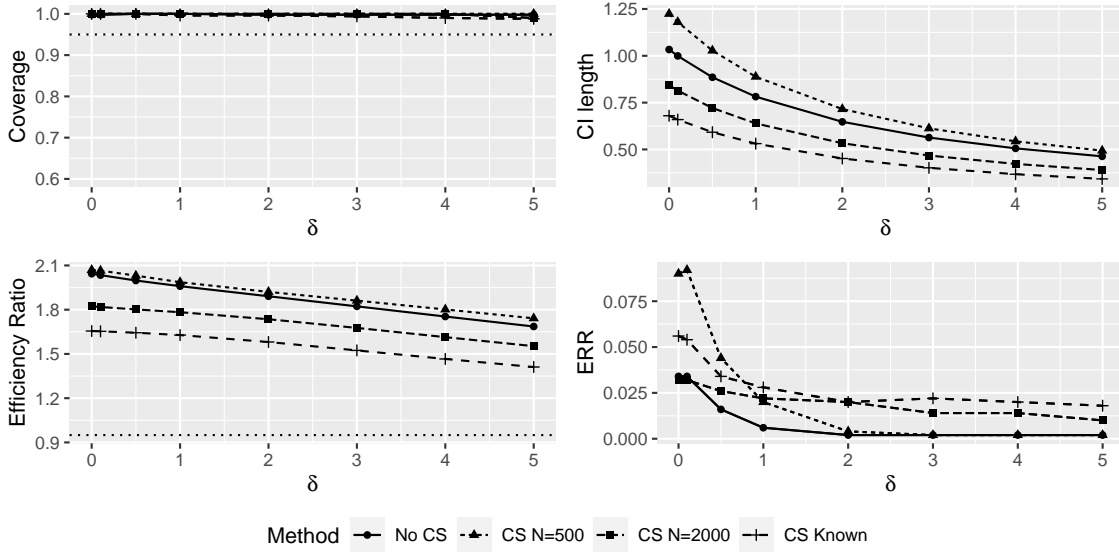 Coverage
1.0
0.9
0.8
0.7
0.6
0 1 2 3 4 5
δ
CI length
1.25
1.00
0.75
0.50
0 1 2 3 4 5
δ
Efficiency Ratio
2.1
1.8
1.5
1.2
0.9
0 1 2 3 4 5
δ
ERR
0.075
0.050
0.025
0.000
0 1 2 3 4 5
δ
Method No CS CS N=500 CS N=2000 CS Known